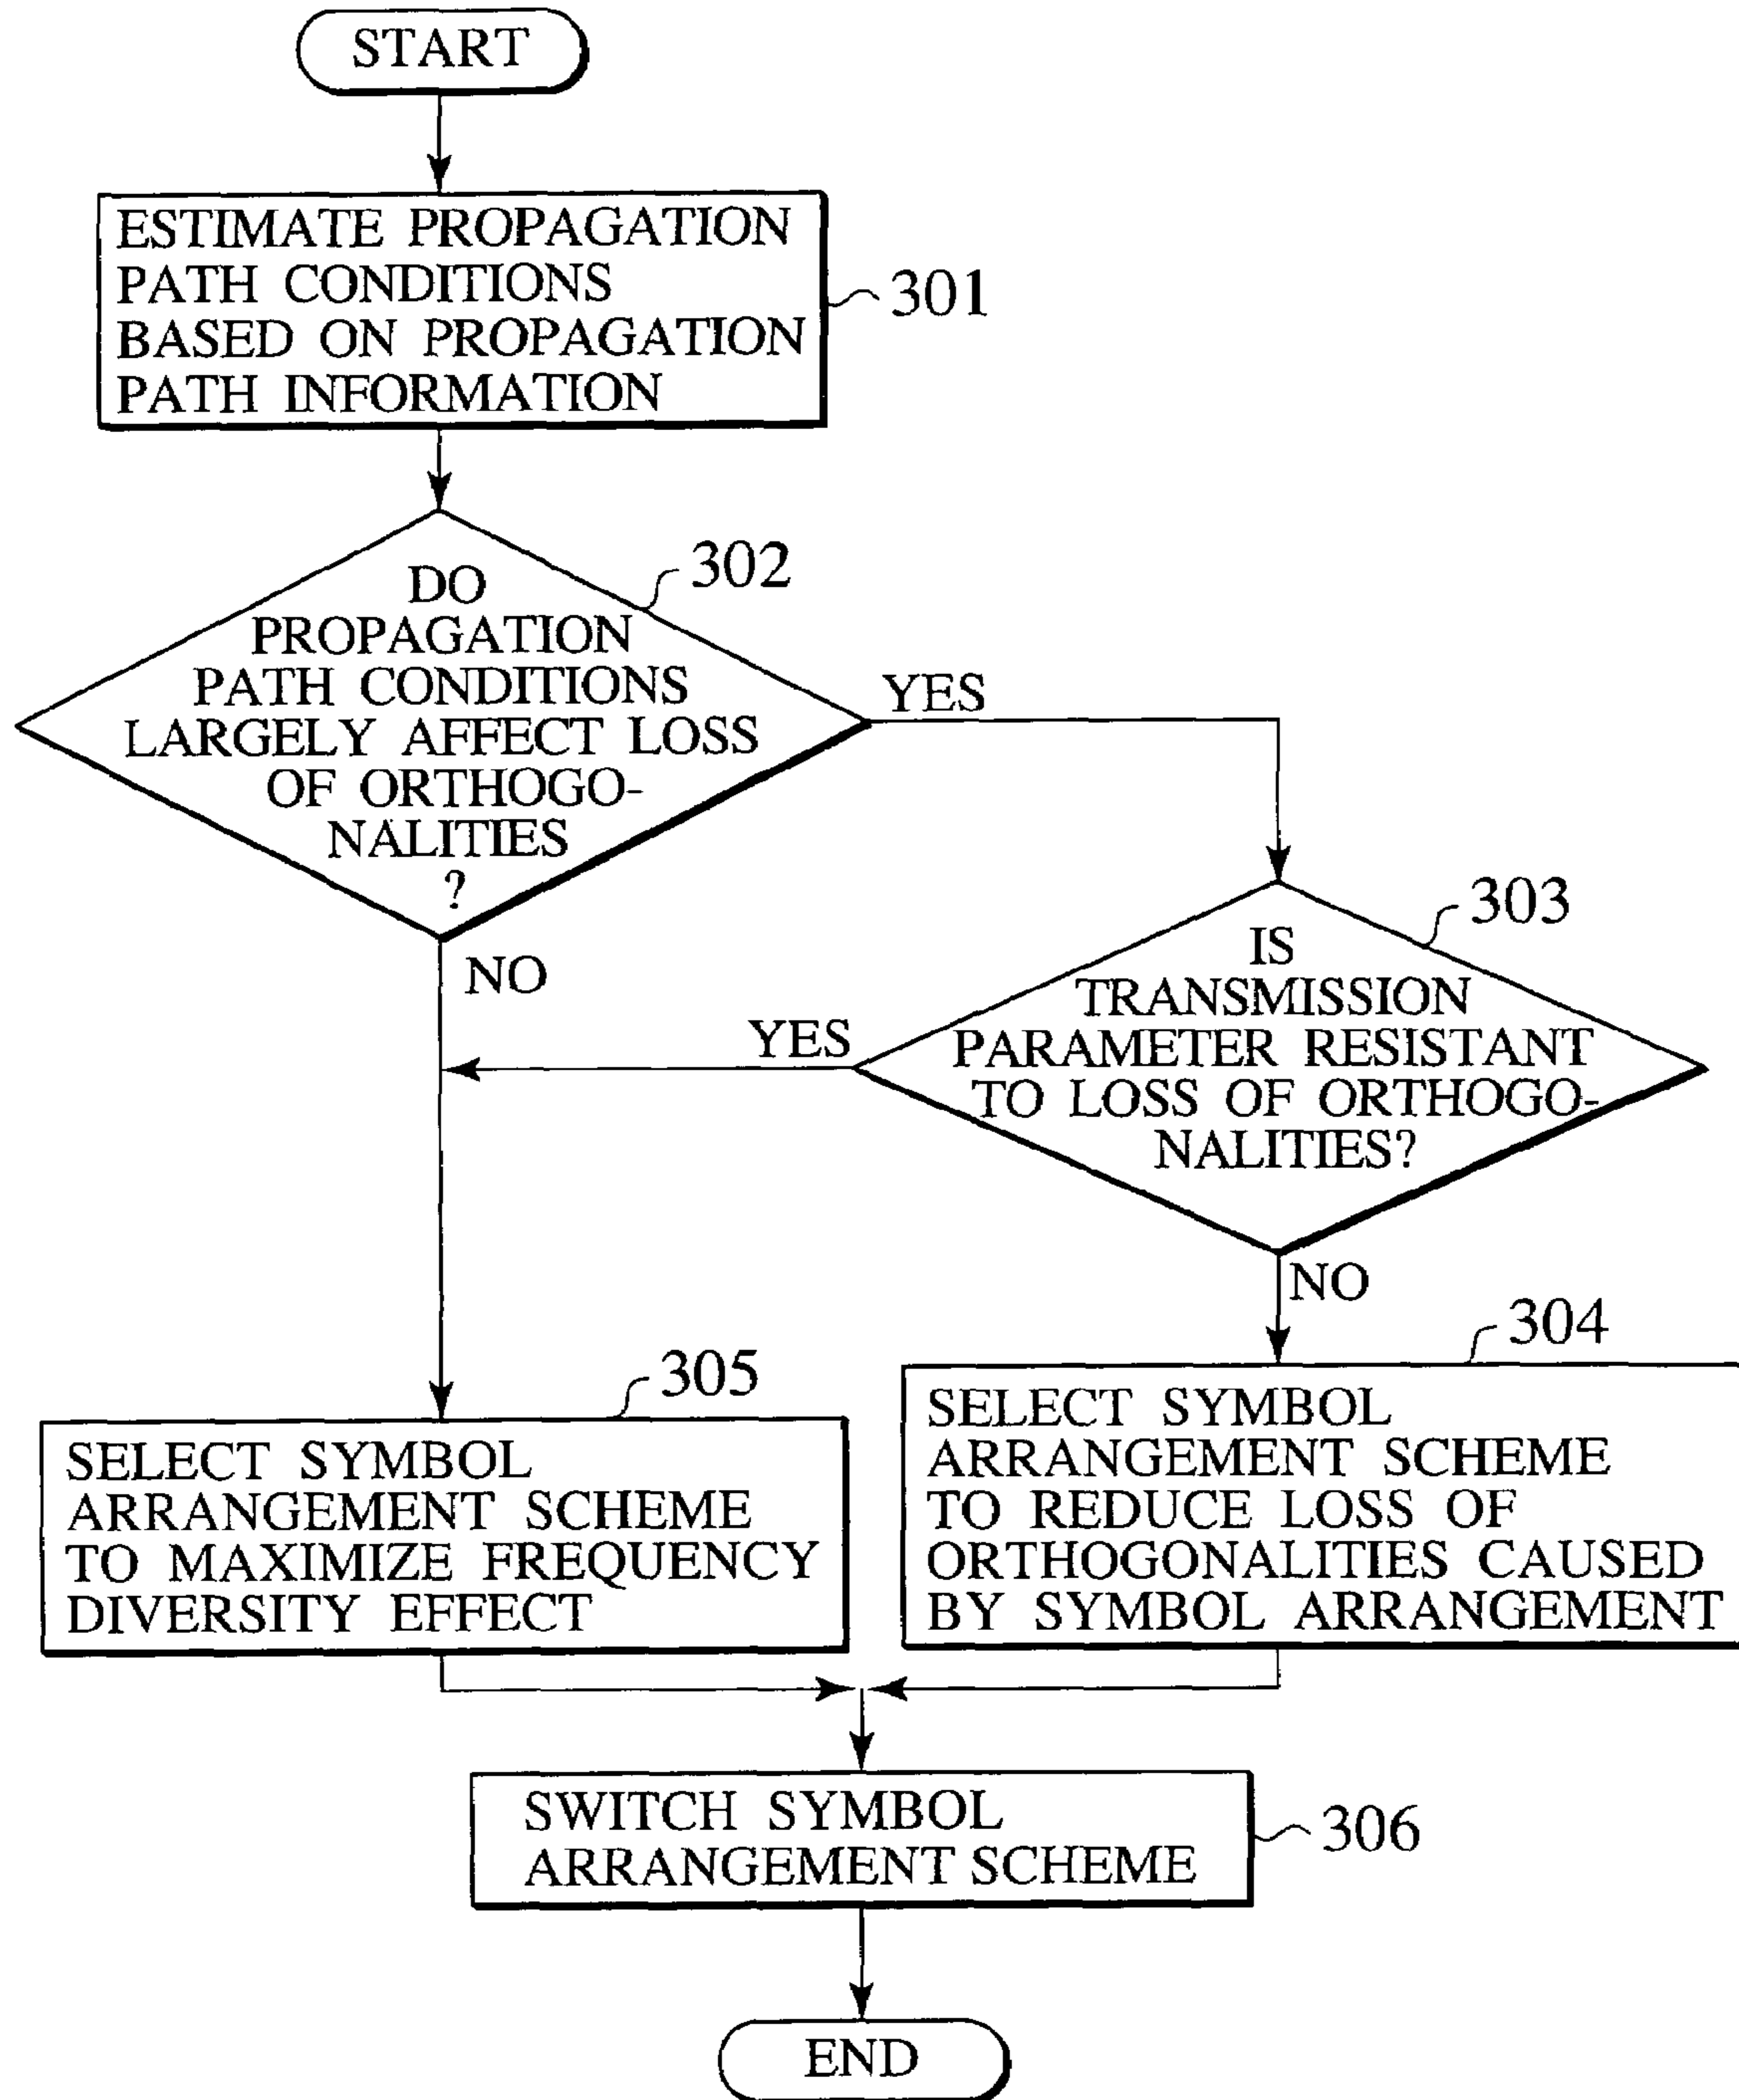 START
ESTIMATE PROPAGATION
PATH CONDITIONS
BASED ON PROPAGATION
PATH INFORMATION
301
302
DO
PROPAGATION
PATH CONDITIONS
LARGELY AFFECT LOSS
OF ORTHOGO-
NALITIES
?
YES
NO
303
IS
TRANSMISSION
PARAMETER RESISTANT
TO LOSS OF ORTHOGO-
NALITIES?
YES
NO
304
SELECT SYMBOL
ARRANGEMENT SCHEME
TO REDUCE LOSS OF
ORTHOGONALITIES CAUSED
BY SYMBOL ARRANGEMENT
305
SELECT SYMBOL
ARRANGEMENT SCHEME
TO MAXIMIZE FREQUENCY
DIVERSITY EFFECT
SWITCH SYMBOL
ARRANGEMENT SCHEME
306
END